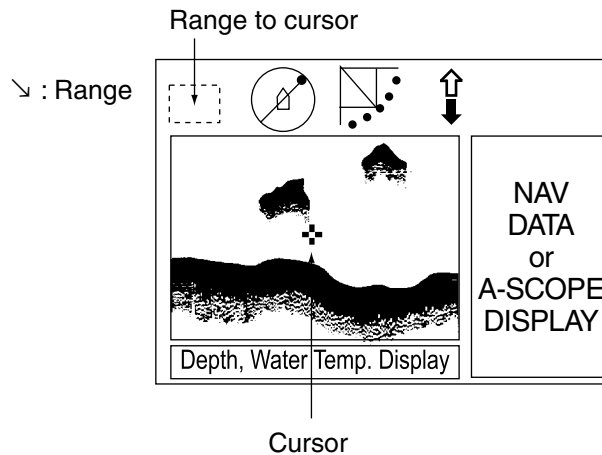 Range to cursor
↘ : Range
NAV
DATA
or
A-SCOPE
DISPLAY
Depth, Water Temp. Display
Cursor